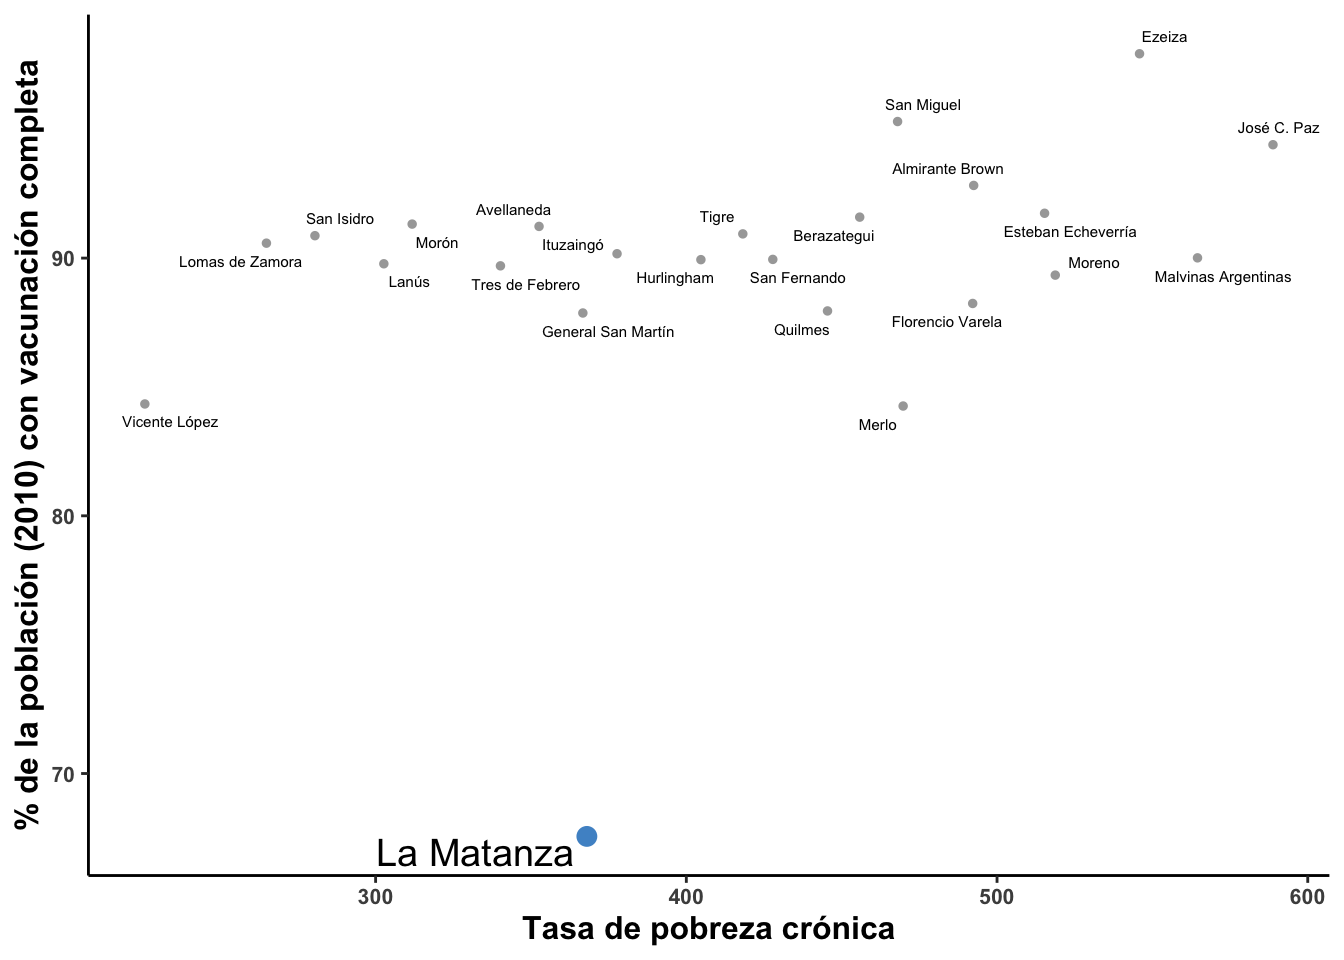 % de la población (2010) con vacunación completa
Ezeiza
San Miguel
José C. Paz
Almirante Brown
Avellaneda
San Isidro
Tigre
Esteban Echeverría
Berazategui
Morón
Ituzaingó
90
Lomas de Zamora
Moreno
Lanús
Tres de Febrero
Hurlingham
San Fernando
Malvinas Argentinas
General San Martín
Quilmes
Florencio Varela
Vicente López
Merlo
80
70
La Matanza
300
400
500
600
Tasa de pobreza crónica